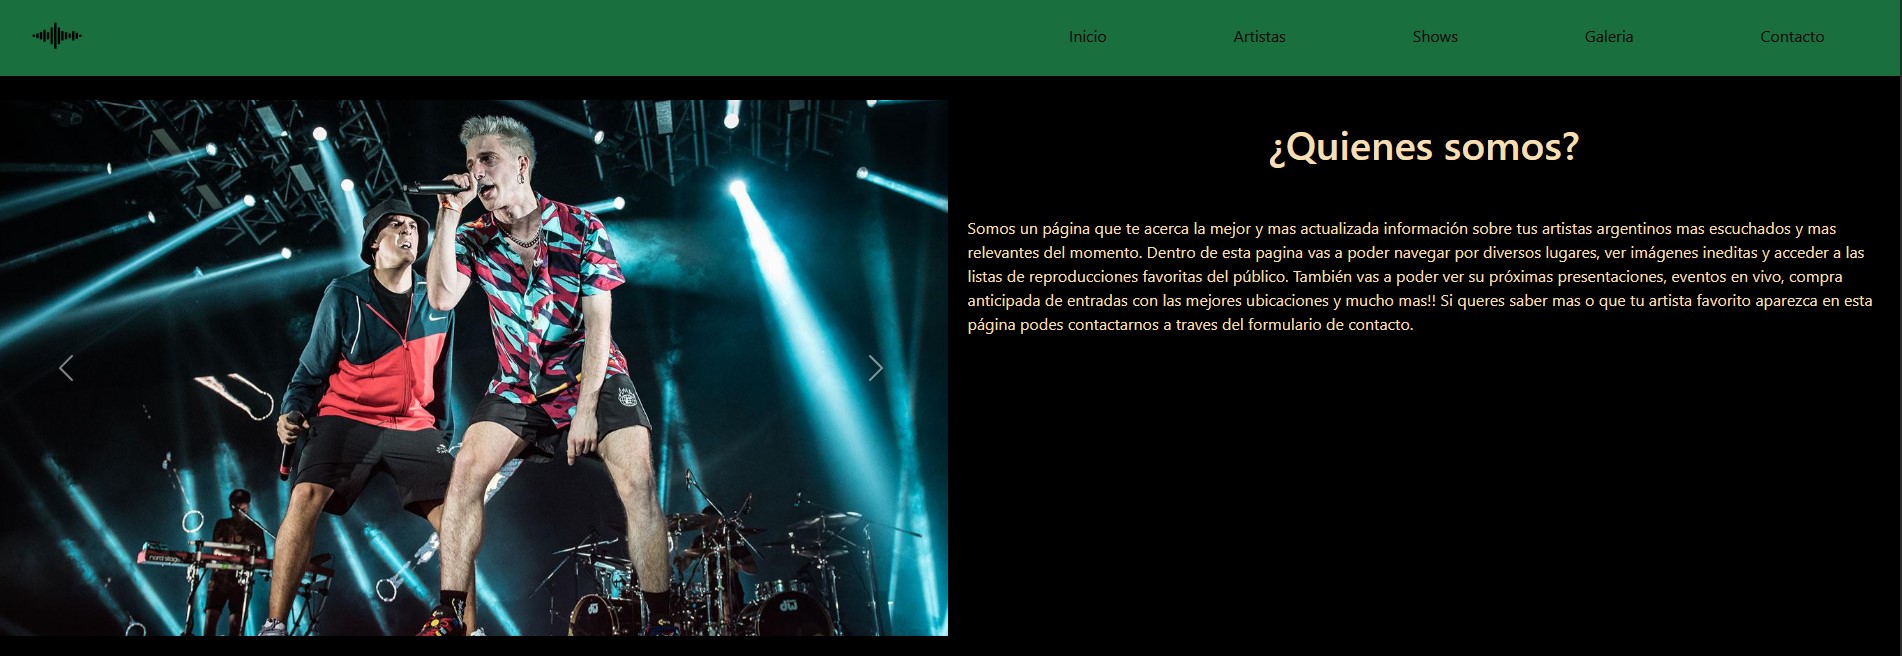 Inicio Artistas Shows Galeria Contacto
¿Quienes somos?
Somos un página que te acerca la mejor y mas actualizada información sobre tus artistas argentinos mas escuchados y mas
relevantes del momento. Dentro de esta pagina vas a poder navegar por diversos lugares, ver imágenes ineditas y acceder a las
listas de reproducciones favoritas del público. También vas a poder ver su próximas presentaciones, eventos en vivo, compra
anticipada de entradas con las mejores ubicaciones y mucho mas!! Si queres saber mas o que tu artista favorito aparezca en esta
página podes contactarnos a traves del formulario de contacto.
nord stage
dw
dw